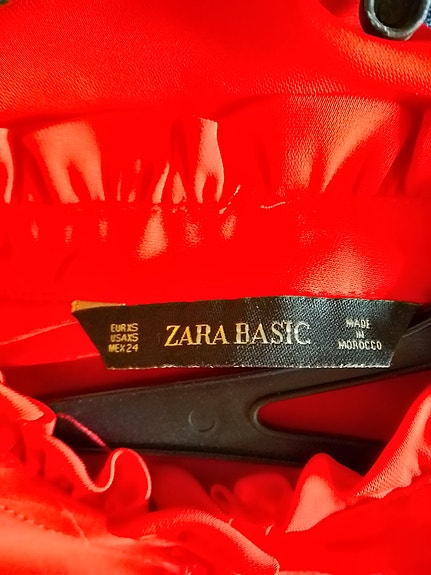 EUR XS
USA XS
MEX 24
ZARA BASIC
MADE
IN
MOROCCO